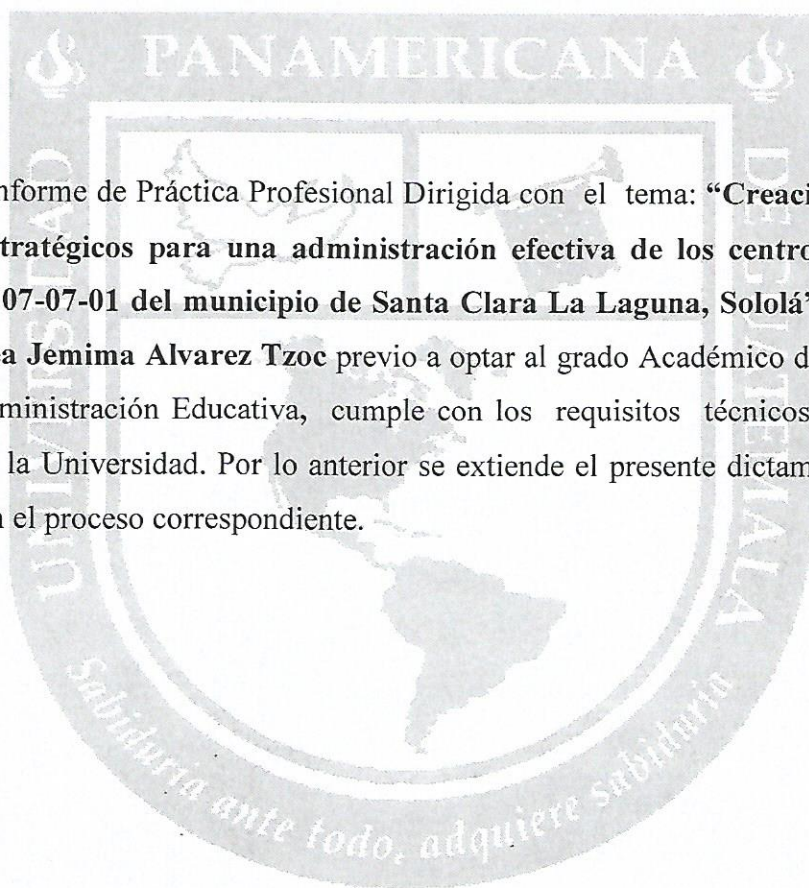 PANAMERICANA
UNIVERSIDAD
DE GUATEMALA
nforme de Práctica Profesional Dirigida con el tema: “Creaci
tratégicos para una administración efectiva de los centro
07-07-01 del municipio de Santa Clara La Laguna, Sololá”
a Jemima Alvarez Tzoc previo a optar al grado Académico d
ministración Educativa, cumple con los requisitos técnicos
la Universidad. Por lo anterior se extiende el presente dictam
el proceso correspondiente.
Sabiduría ante todo, adquiere sabiduría